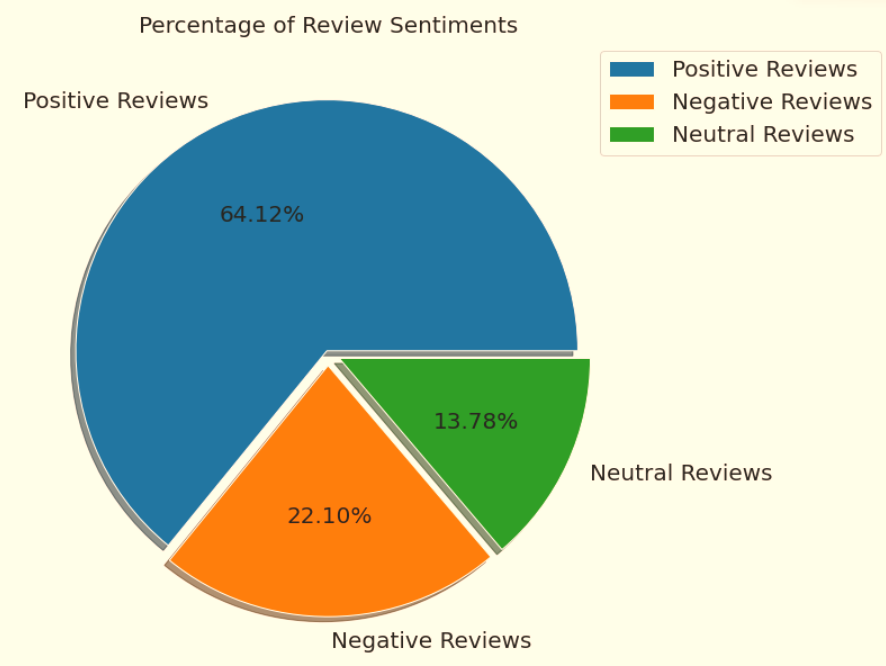 Percentage of Review Sentiments
Positive Reviews
Negative Reviews
Neutral Reviews
Positive Reviews
64.12%
13.78%
Neutral Reviews
22.10%
Negative Reviews